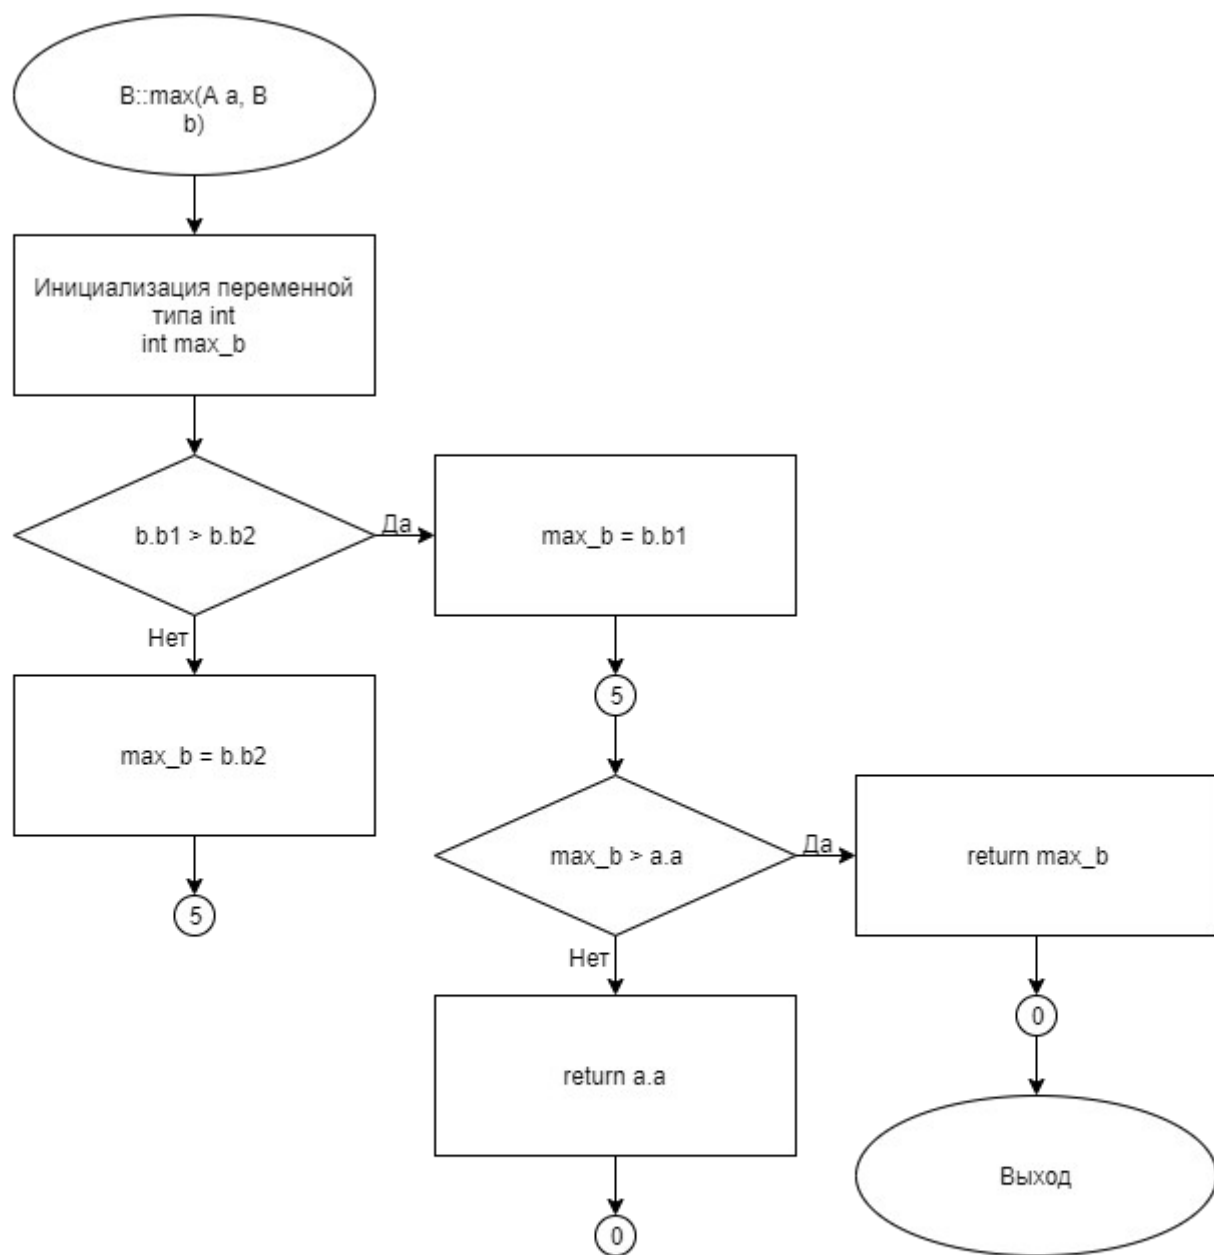 B::max(A a, B
b)
Инициализация переменной
типа int
int max_b
b.b1 > b.b2
Да
max_b = b.b1
Нет
max_b = b.b2
5
5
max_b > a.a
Да
return max_b
Нет
return a.a
0
0
Выход